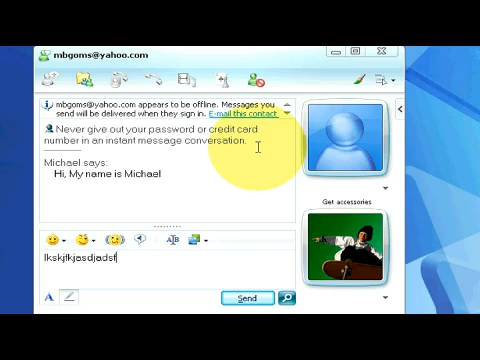 mbgoms@yahoo.com
mbgoms@yahoo.com appears to be offline. Messages you
send will be delivered when they sign in. E-mail this contact
Never give out your password or credit card
number in an instant message conversation.
Michael says:
Hi, My name is Michael
Get accessories
lkskjfkjasdjadsf
Send